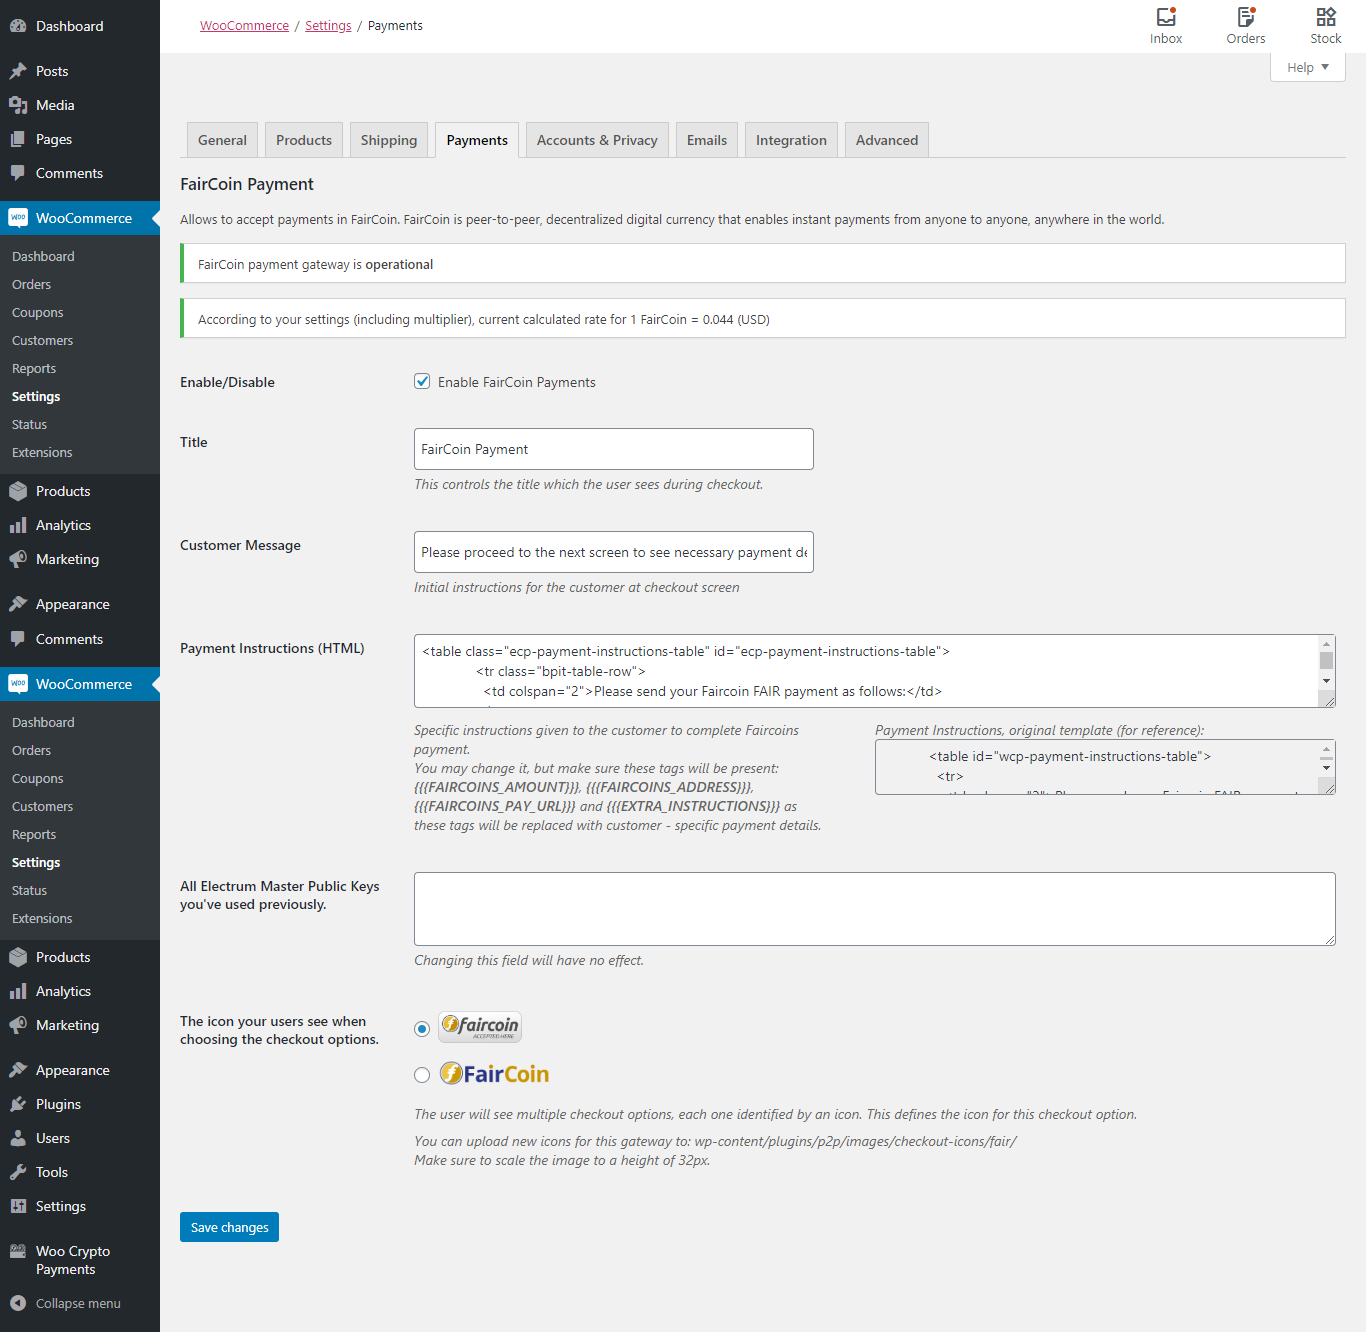 Dashboard
Posts
Media
Pages
Comments
WooCommerce
Dashboard
Orders
Coupons
Customers
Reports
Settings
Status
Extensions
Products
Analytics
Marketing
Appearance
Comments
WooCommerce
Dashboard
Orders
Coupons
Customers
Reports
Settings
Status
Extensions
Products
Analytics
Marketing
Appearance
Plugins
Users
Tools
Settings
Woo Crypto
Payments
Collapse menu
WooCommerce / Settings / Payments
Inbox
Orders
Stock
Help
General
Products
Shipping
Payments
Accounts & Privacy
Emails
Integration
Advanced
FairCoin Payment
Allows to accept payments in FairCoin. FairCoin is peer-to-peer, decentralized digital currency that enables instant payments from anyone to anyone, anywhere in the world.
FairCoin payment gateway is operational
According to your settings (including multiplier), current calculated rate for 1 FairCoin = 0.044 (USD)
Enable/Disable
Enable FairCoin Payments
Title
FairCoin Payment
This controls the title which the user sees during checkout.
Customer Message
Please proceed to the next screen to see necessary payment de
Initial instructions for the customer at checkout screen
Payment Instructions (HTML)
<table class="ecp-payment-instructions-table" id="ecp-payment-instructions-table">
<tr class="bpit-table-row">
<td colspan="2">Please send your Faircoin FAIR payment as follows:</td>
Specific instructions given to the customer to complete Faircoins
payment.
You may change it, but make sure these tags will be present:
{{{FAIRCOINS_AMOUNT}}}, {{{FAIRCOINS_ADDRESS}}},
{{{FAIRCOINS_PAY_URL}}} and {{{EXTRA_INSTRUCTIONS}}} as
these tags will be replaced with customer - specific payment details.
Payment Instructions, original template (for reference):
<table id="wcp-payment-instructions-table">
<tr>
All Electrum Master Public Keys
you've used previously.
Changing this field will have no effect.
The icon your users see when
choosing the checkout options.
faircoin
ACCEPTED HERE
FairCoin
The user will see multiple checkout options, each one identified by an icon. This defines the icon for this checkout option.
You can upload new icons for this gateway to: wp-content/plugins/p2p/images/checkout-icons/fair/
Make sure to scale the image to a height of 32px.
Save changes